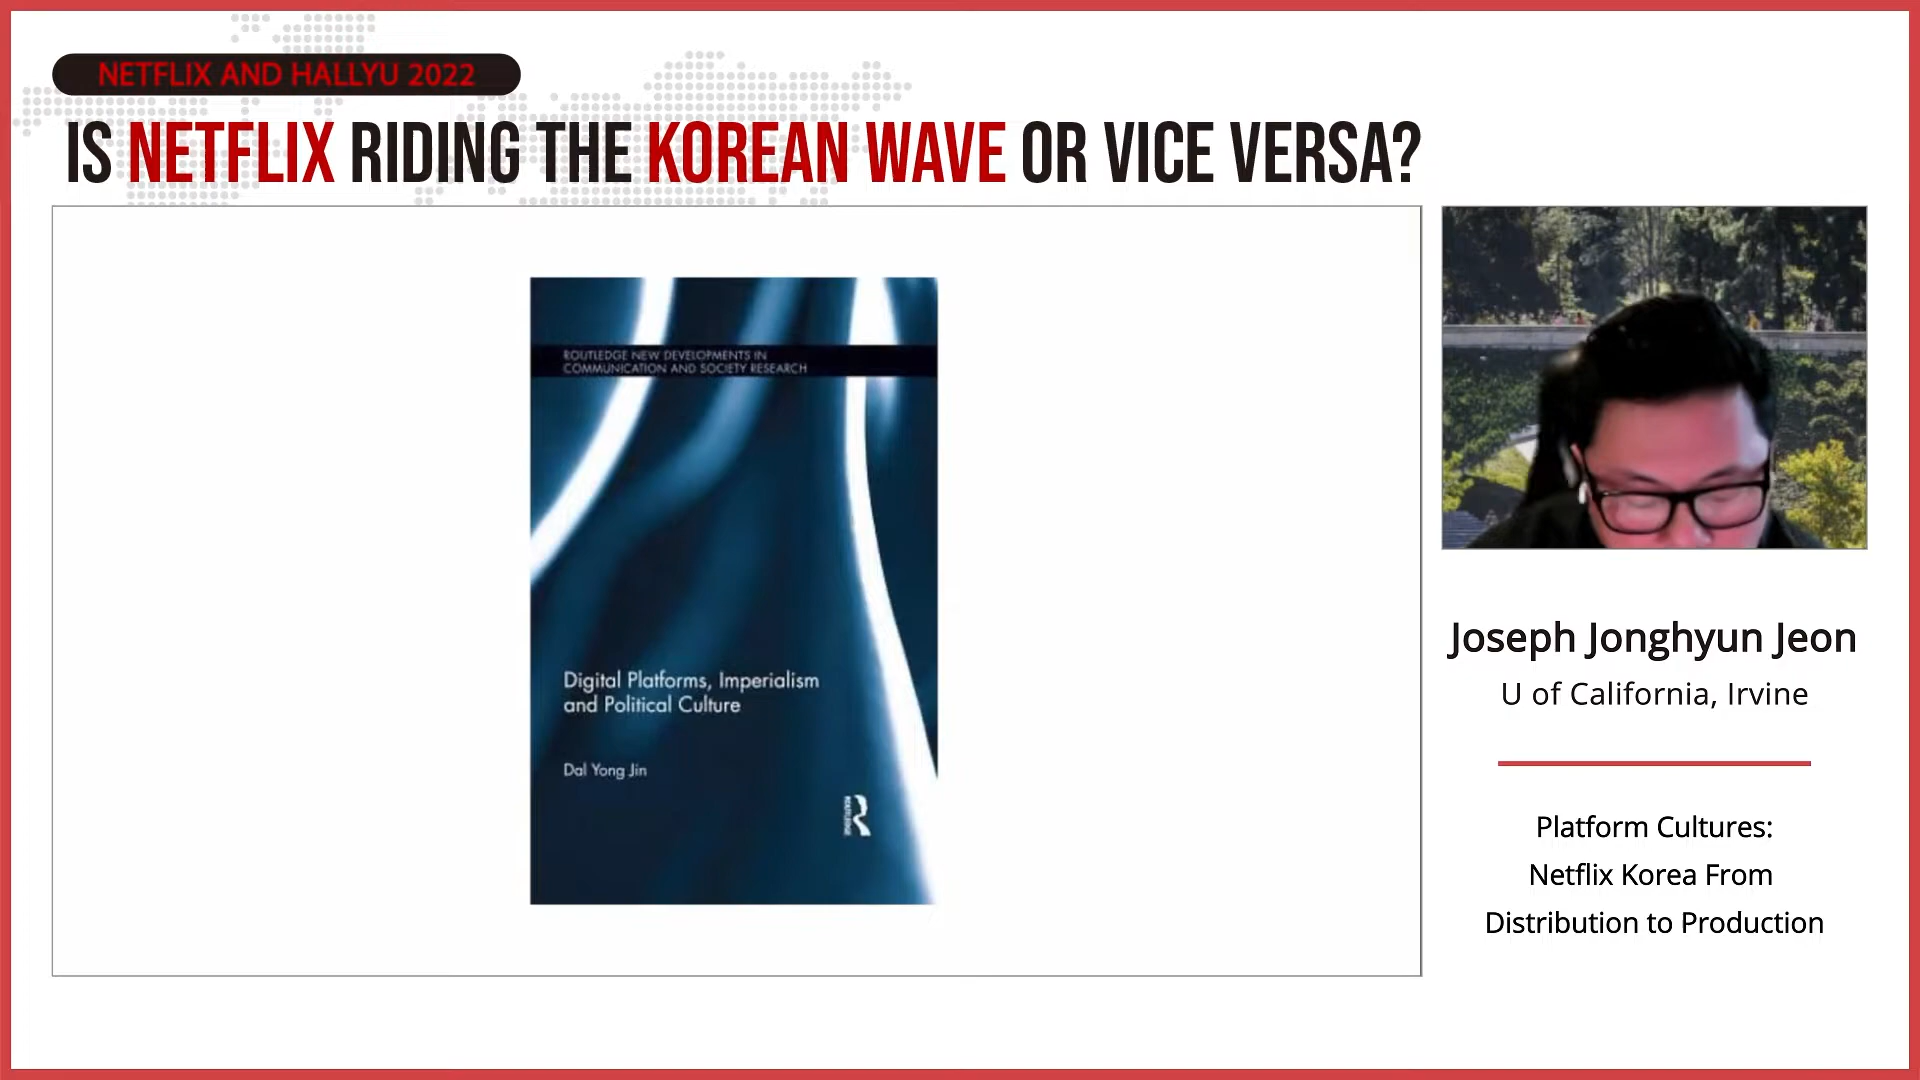 NETFLIX AND HALLYU 2022
IS NETFLIX RIDING THE KOREAN WAVE OR VICE VERSA?
ROUTLEDGE NEW DEVELOPMENTS IN
COMMUNICATION AND SOCIETY RESEARCH
Digital Platforms, Imperialism
and Political Culture
Dal Yong Jin
ROUTLEDGE
Joseph Jonghyun Jeon
U of California, Irvine
Platform Cultures:
Netflix Korea From
Distribution to Production